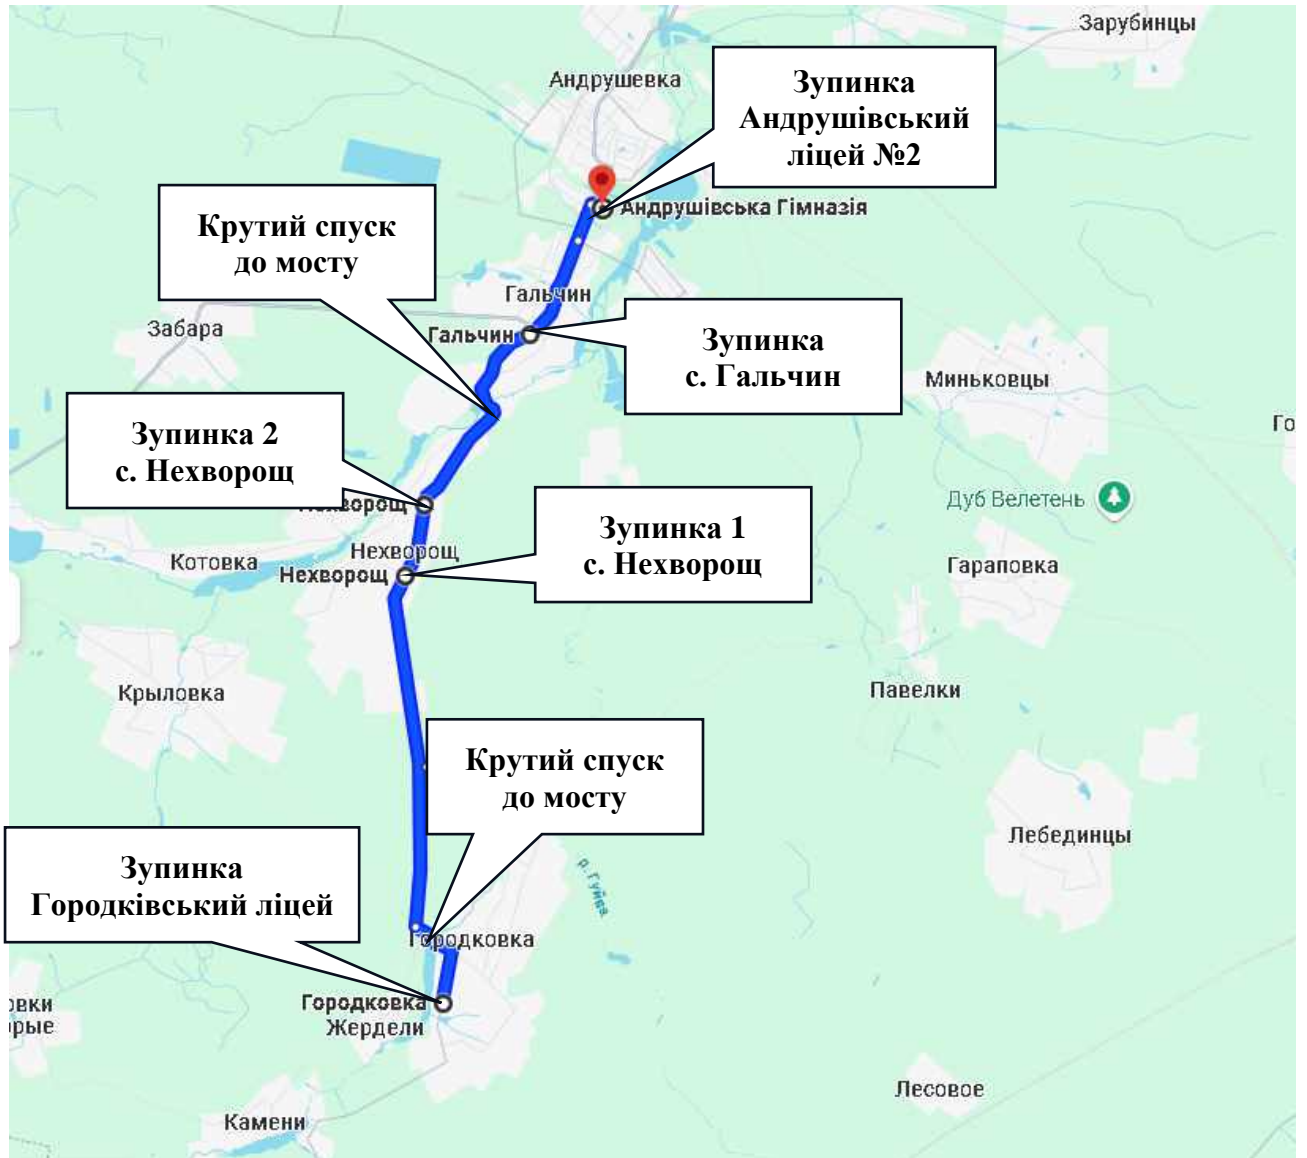 Зарубинцы
Андрушевка
Зупинка
Андрушівський
ліцей №2
Андрушівська Гімназія
Крутий спуск
до мосту
Гальчин
Забара
Гальчин
Зупинка
с. Гальчин
Миньковцы
Зупинка 2
с. Нехворощ
Дуб Велетень
Зупинка 1
с. Нехворощ
Нехворощ
Котовка
Нехворощ
Гараповка
Крыловка
Павелки
Крутий спуск
до мосту
Лебединцы
Зупинка
Городківський ліцей
р. Гуйва
Городковка
Городковка
Жердели
Лесовое
Камени